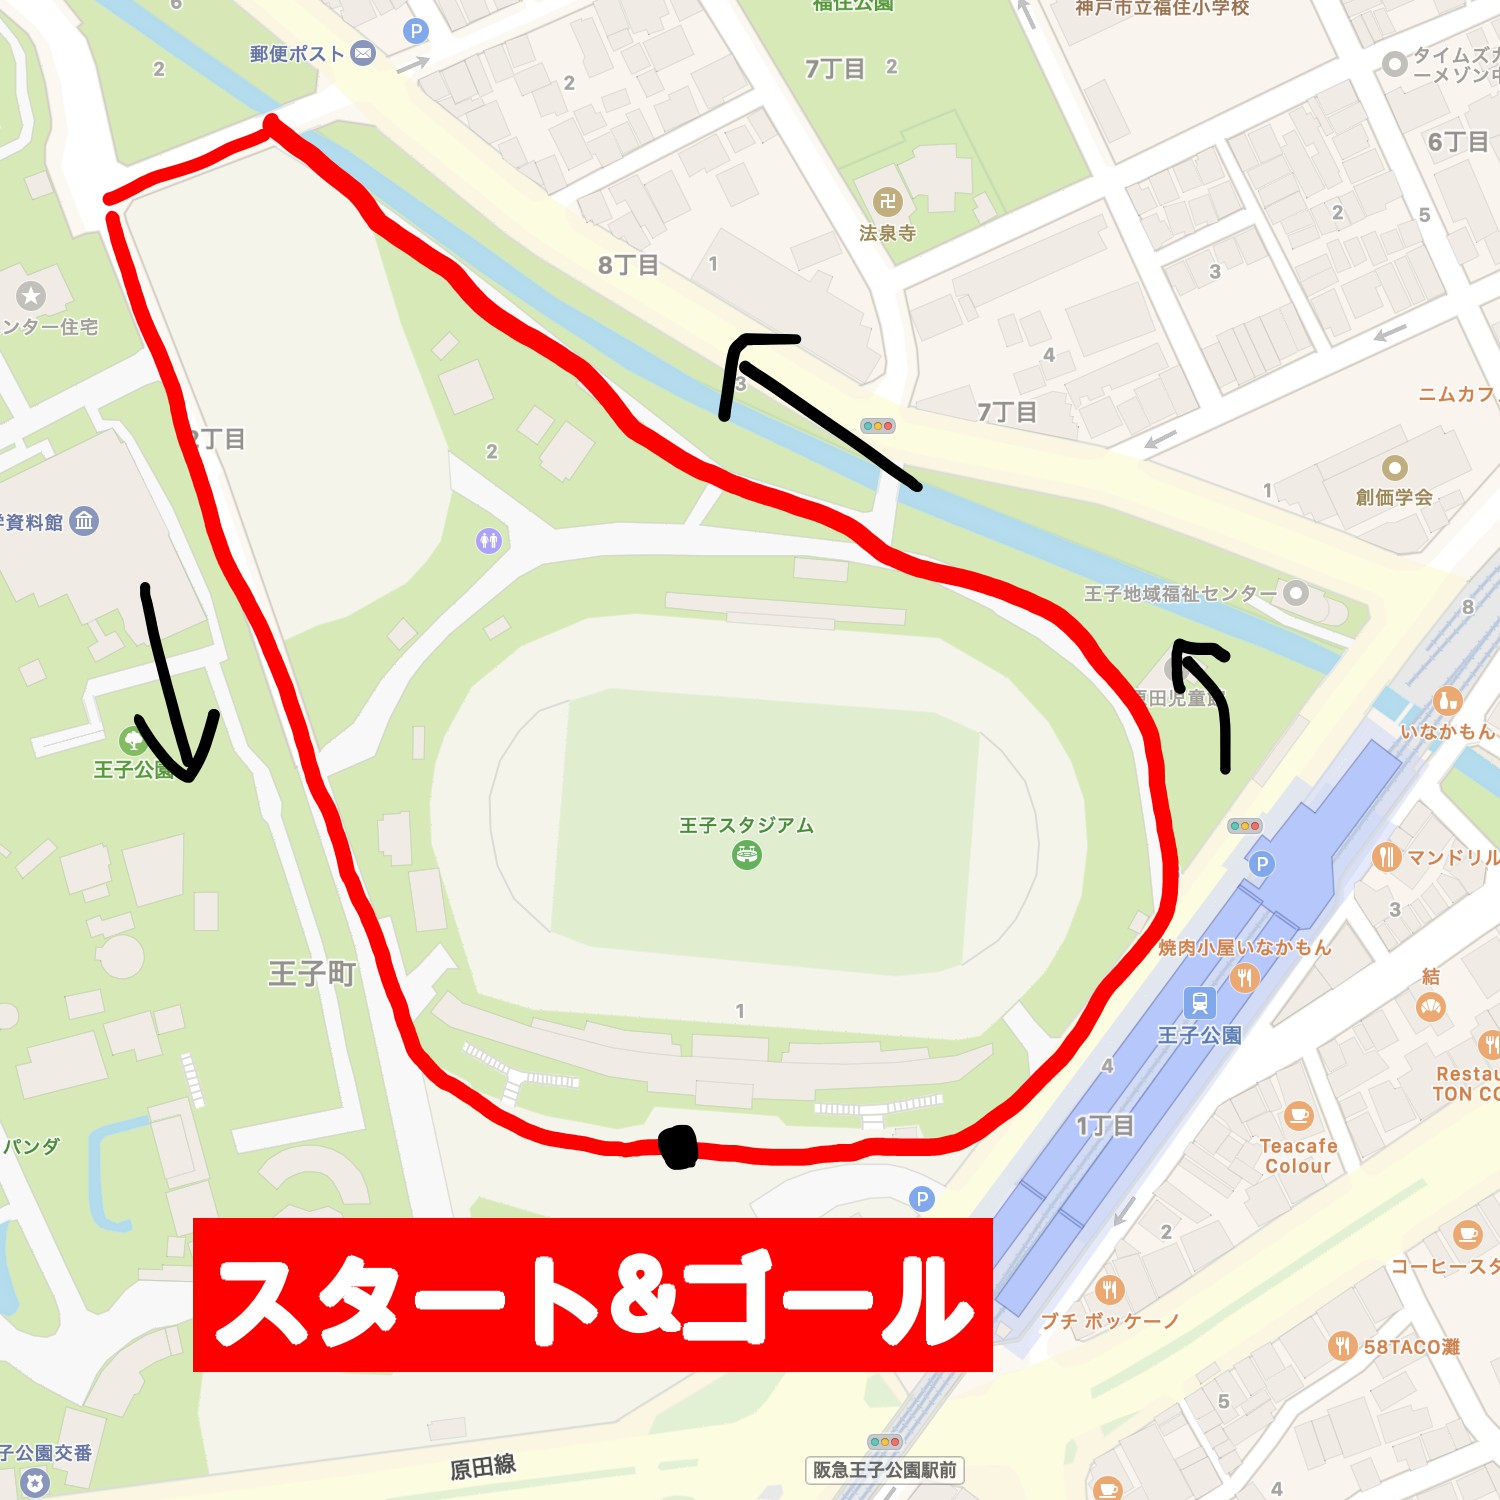 福住公園
神戸市立福住小学校
6
P
郵便ポスト
2
2
7丁目
2
タイムズカ
ーメゾン中
6丁目
法泉寺
2
5
8丁目
1
3
ンター住宅
4
3
ニムカフ
7丁目
2丁目
2
1
創価学会
学資料館
王子地域福祉センター
8
原田児童館
いなかもん
王子公園
王子スタジアム
P
マンドリル
3
焼肉小屋いなかもん
王子町
結
1
王子公園
4
Restau
TON CO
1丁目
パンダ
Teacafe
Colour
P
2
スタート&ゴール
コーヒースタ
プチ ボッケーノ
58TACO灘
5
子公園交番
原田線
阪急王子公園駅前
4